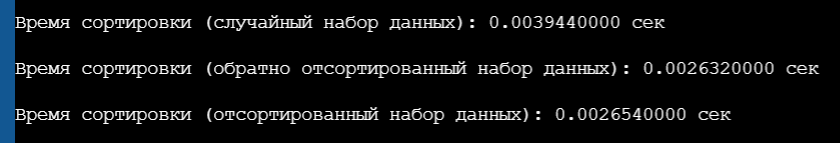 Время сортировки (случайный набор данных): 0.0039440000 сек
Время сортировки (обратно отсортированный набор данных): 0.0026320000 сек
Время сортировки (отсортированный набор данных): 0.0026540000 сек